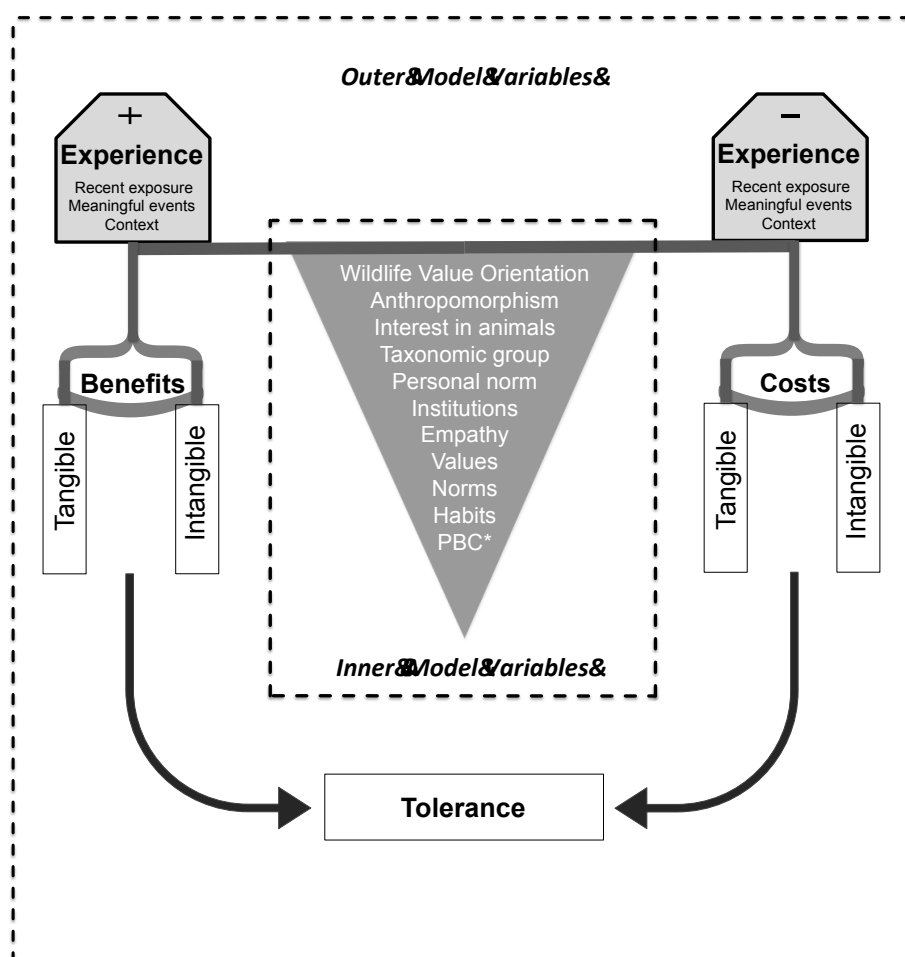 Outer&Model&Variables&
+
Experience
Recent exposure
Meaningful events
Context
−
Experience
Recent exposure
Meaningful events
Context
Wildlife Value Orientation
Anthropomorphism
Interest in animals
Taxonomic group
Personal norm
Institutions
Empathy
Values
Norms
Habits
PBC*
Benefits
Tangible
Intangible
Costs
Tangible
Intangible
Inner&Model&Variables&
Tolerance